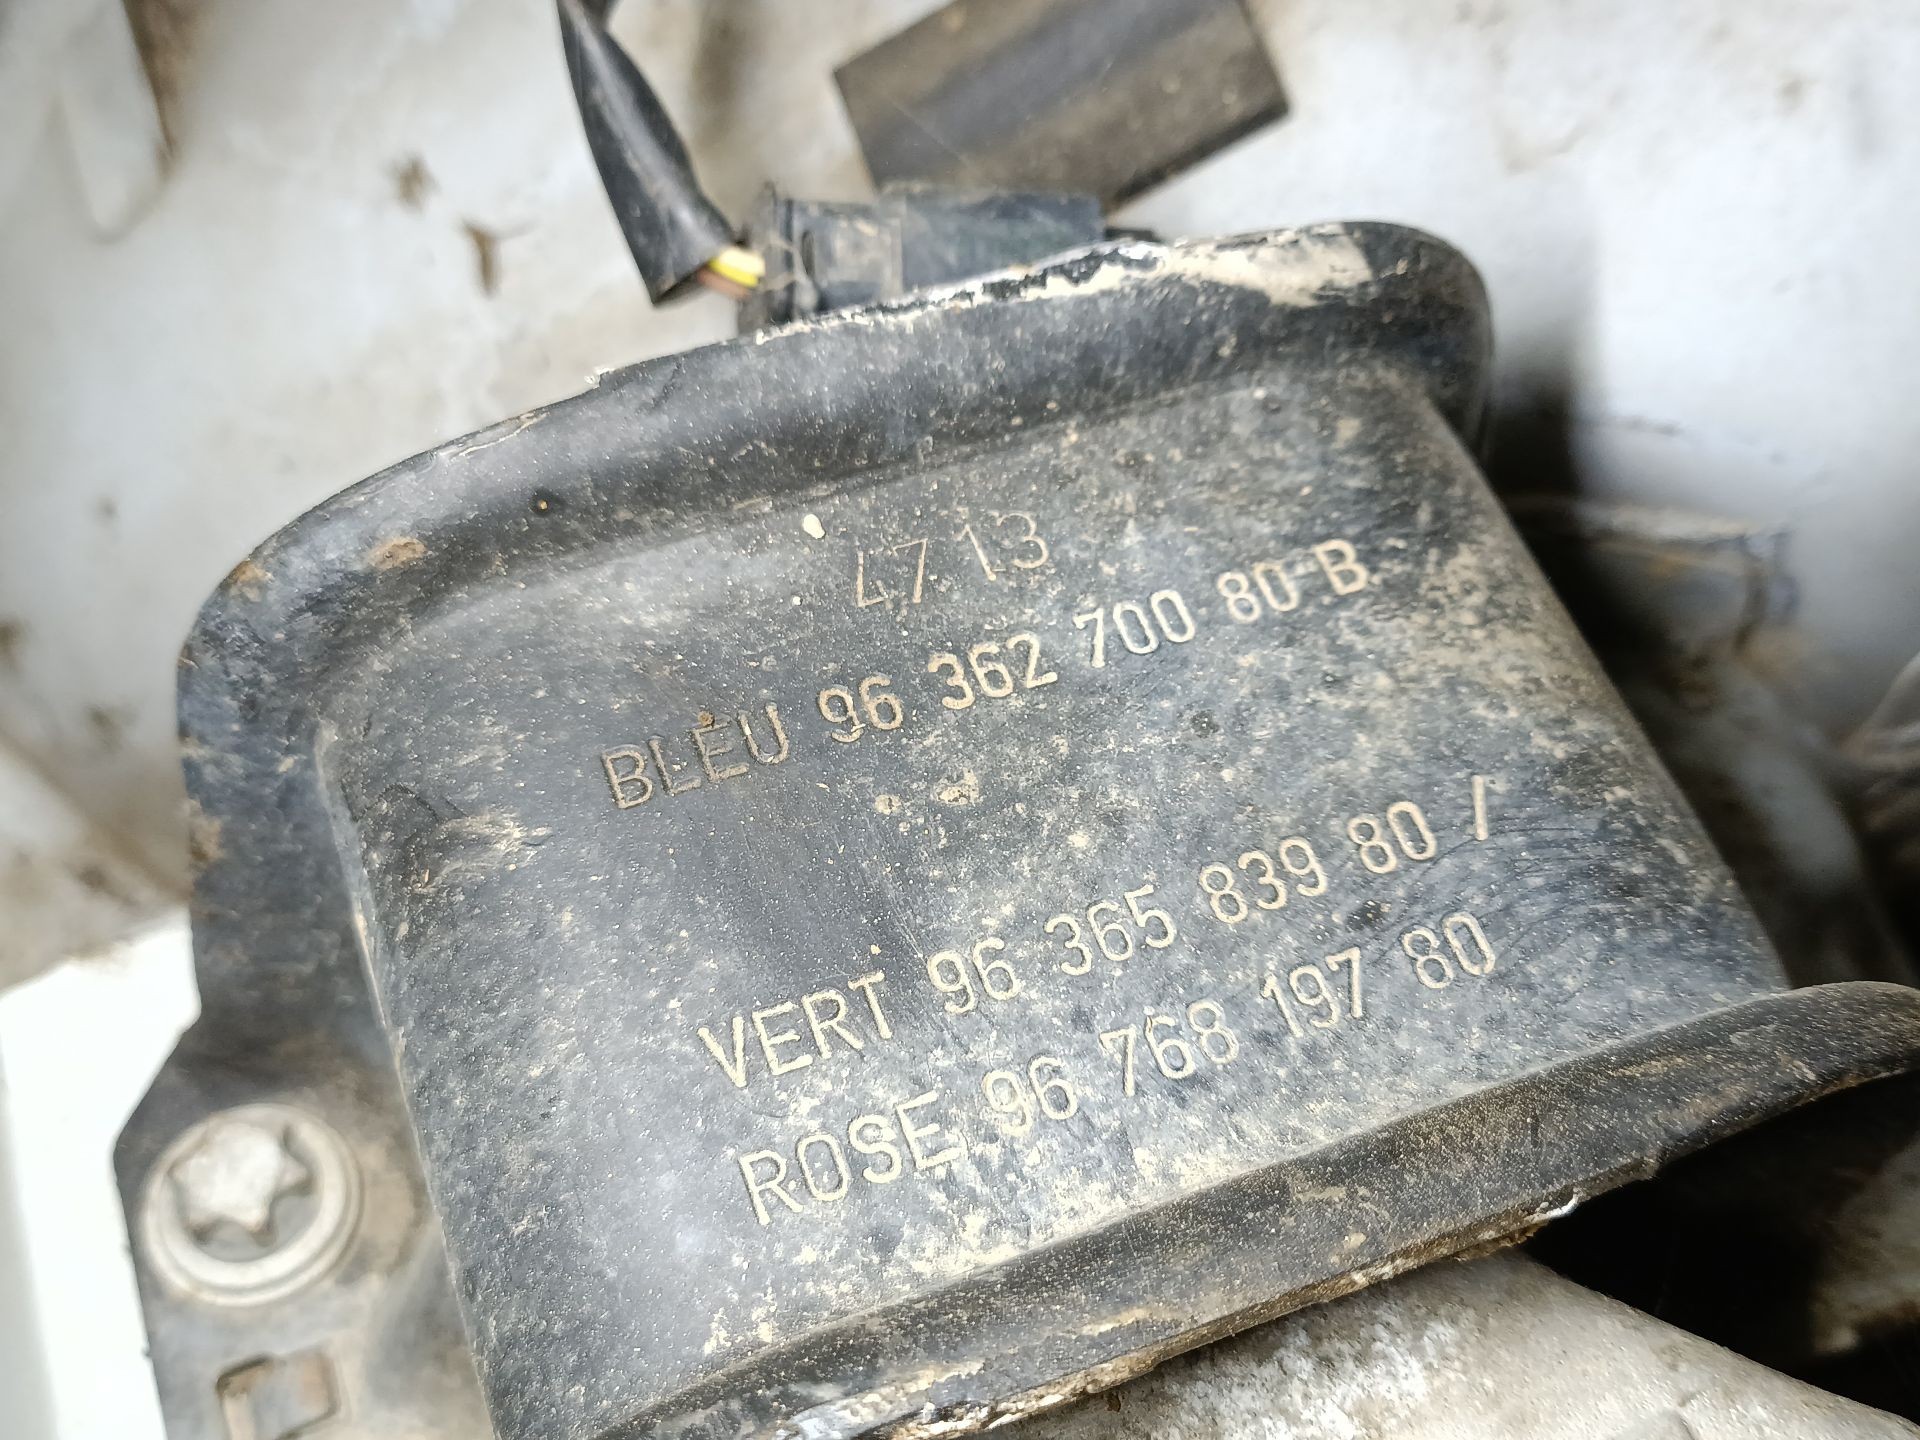 4713
BLEU 96 362 700 80-B
VERT 96 365 839 80 /
ROSE 96 768 197 80